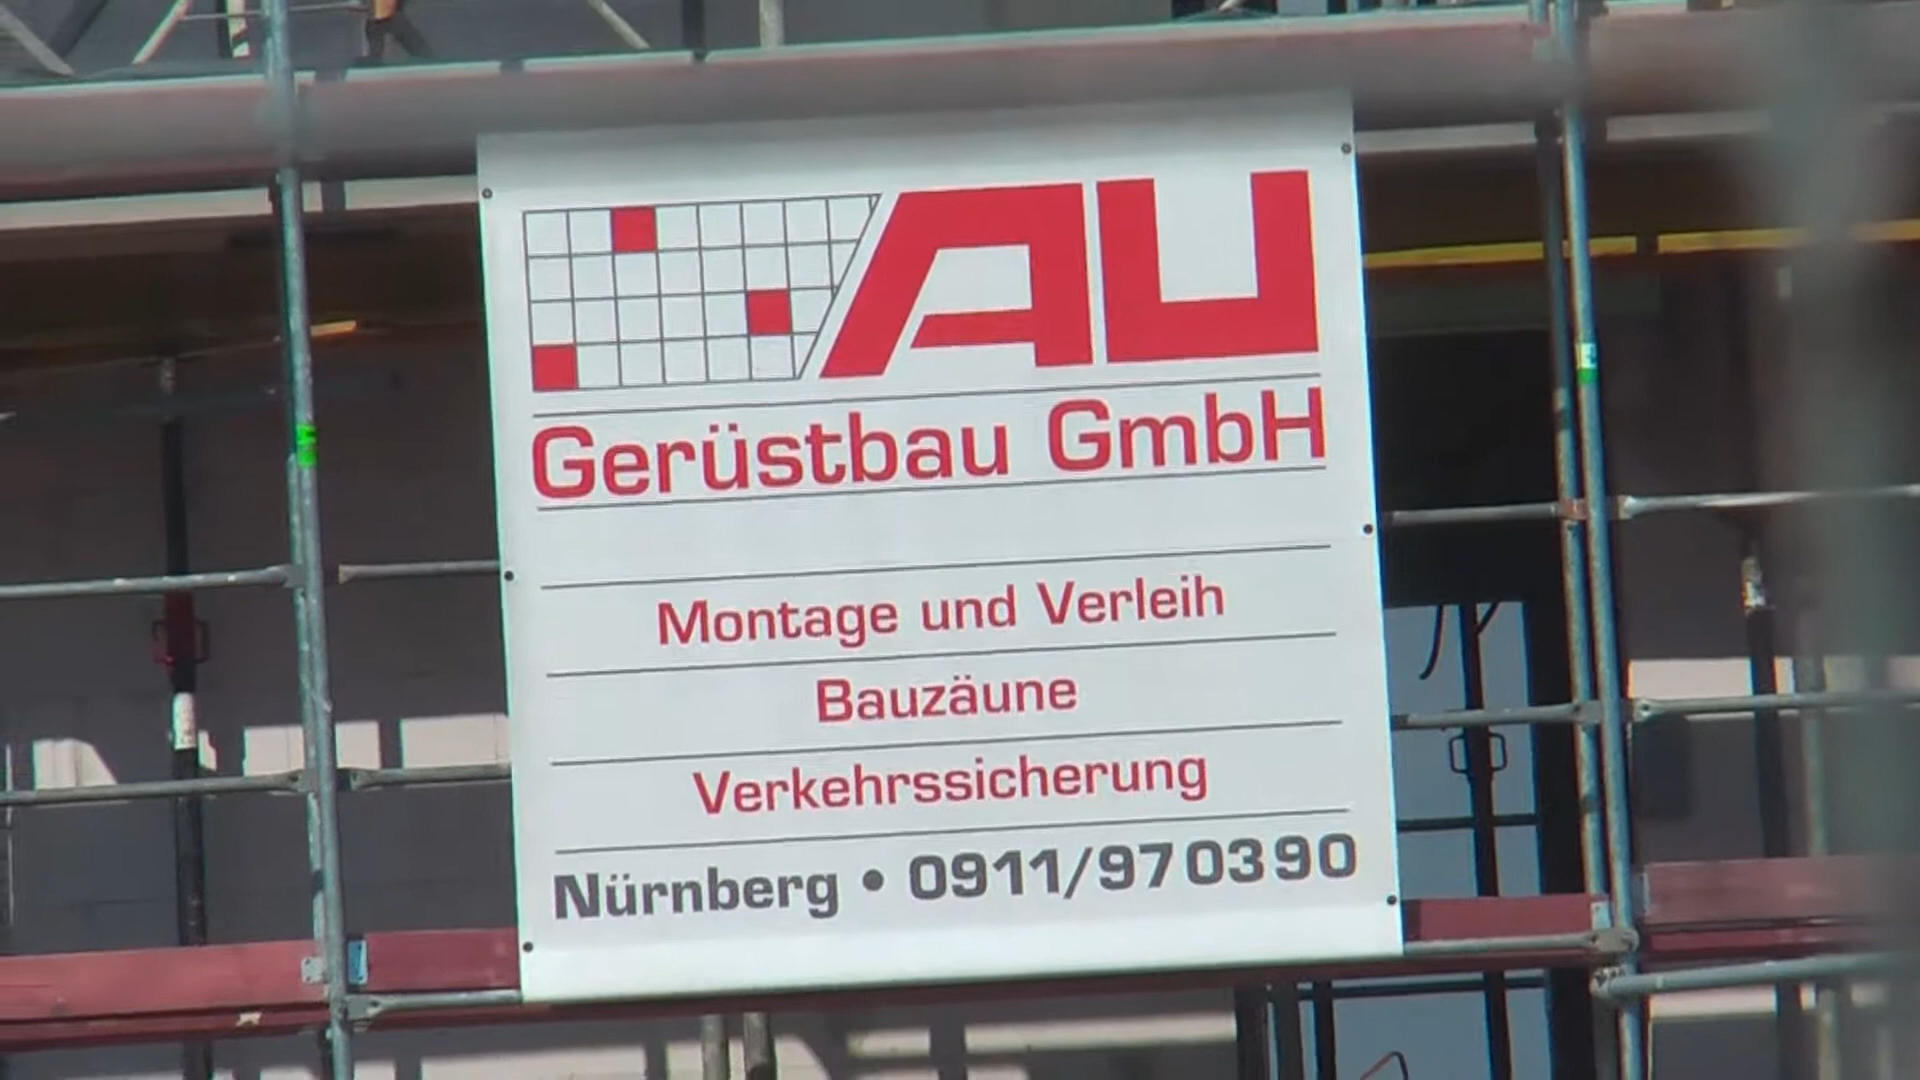 AU
Gerüstbau GmbH
Montage und Verleih
Bauzäune
Verkehrssicherung
Nürnberg • 0911/970390